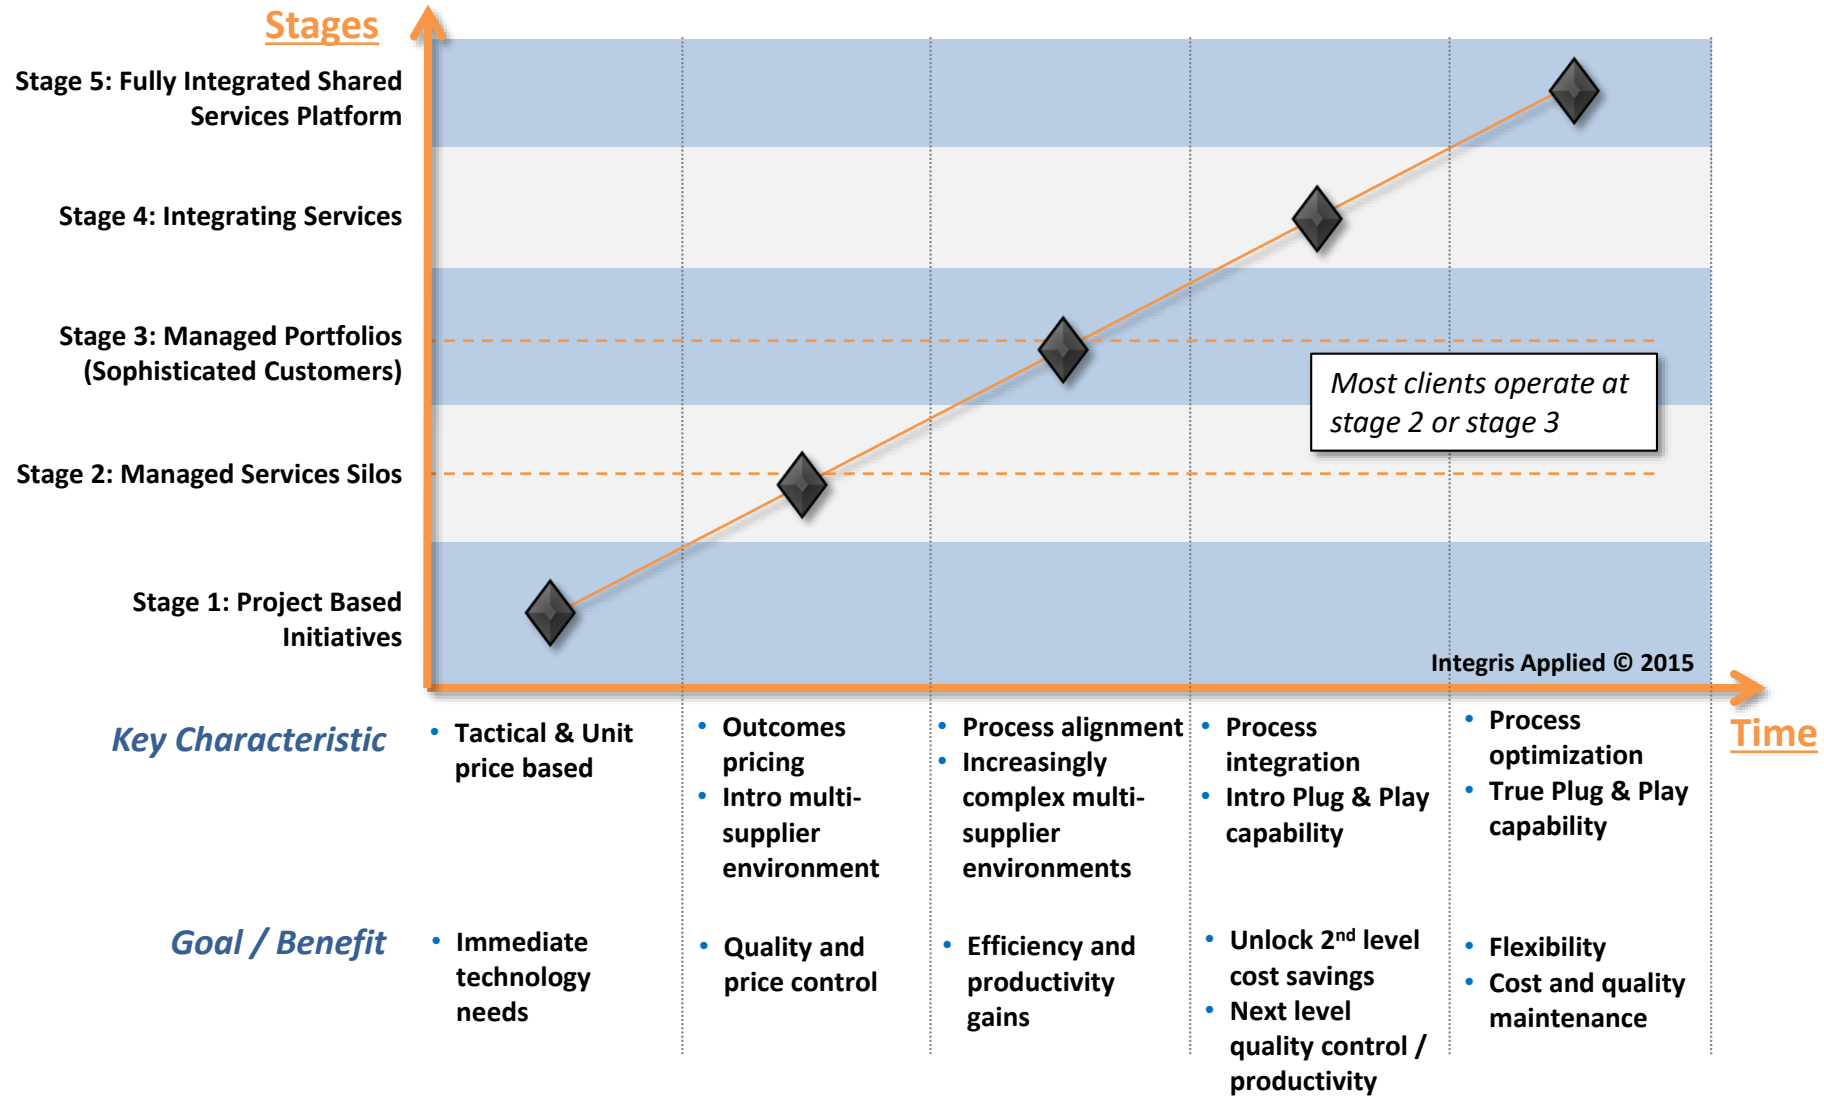 Stages
Stage 5: Fully Integrated Shared
Services Platform
Stage 4: Integrating Services
Stage 3: Managed Portfolios
(Sophisticated Customers)
Most clients operate at
stage 2 or stage 3
Stage 2: Managed Services Silos
Stage 1: Project Based
Initiatives
Integris Applied © 2015
Time
Key Characteristic
• Tactical & Unit
price based
• Outcomes
pricing
• Intro multi-
supplier
environment
• Process alignment
• Increasingly
complex multi-
supplier
environments
• Process
integration
• Intro Plug & Play
capability
• Process
optimization
• True Plug & Play
capability
Goal / Benefit
• Immediate
technology
needs
• Quality and
price control
• Efficiency and
productivity
gains
• Unlock 2nd level
cost savings
• Next level
quality control /
productivity
• Flexibility
• Cost and quality
maintenance